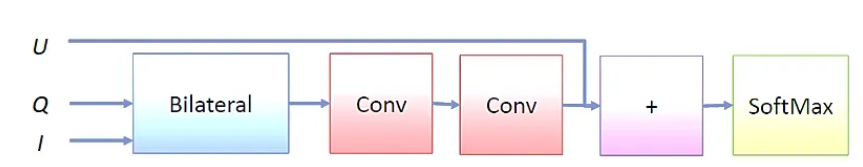 U
Q Bilateral Conv Conv + SoftMax
I